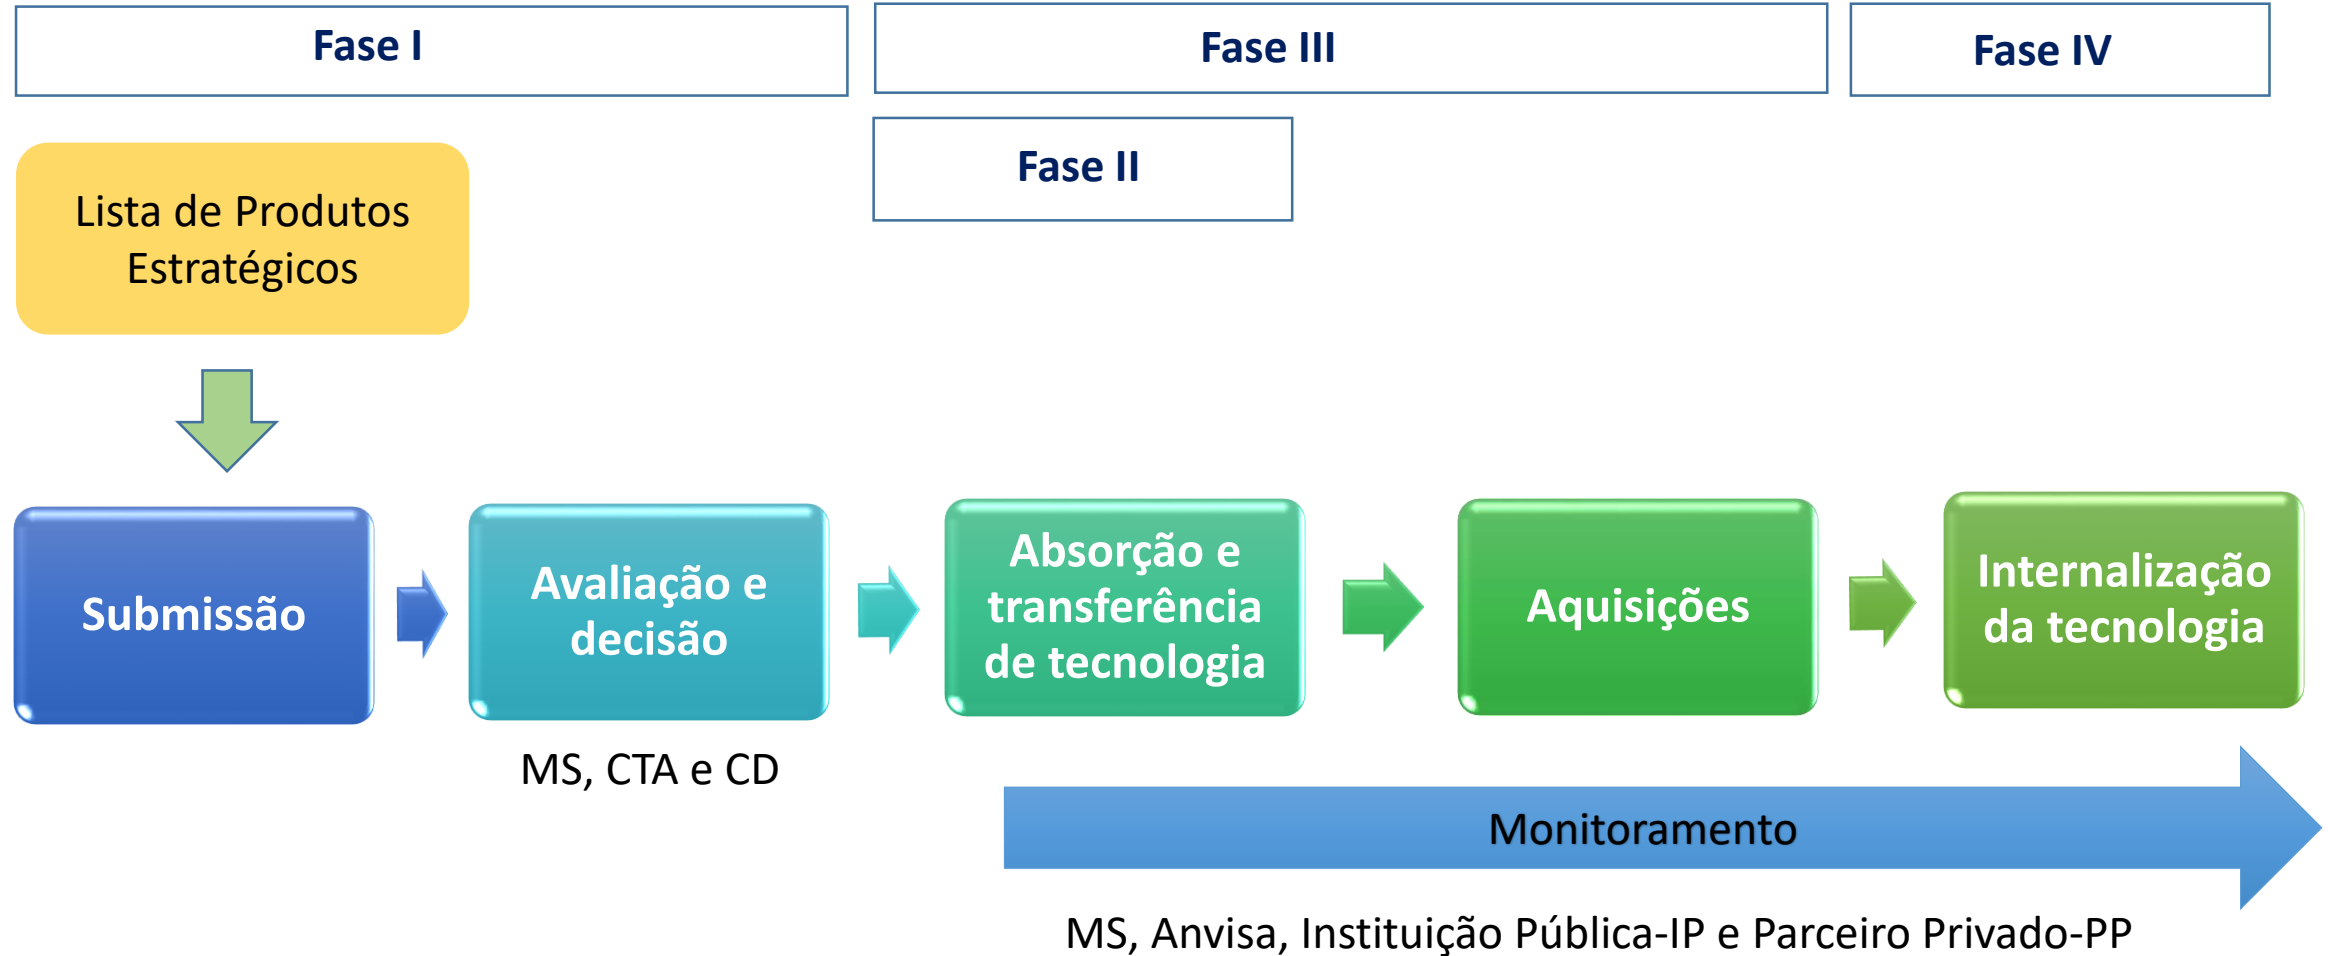 Fase I
Fase III
Fase IV
Fase II
Lista de Produtos
Estratégicos
Submissão
Avaliação e
decisão
Absorção e
transferência
de tecnologia
Aquisições
Internalização
da tecnologia
MS, CTA e CD
Monitoramento
MS, Anvisa, Instituição Pública-IP e Parceiro Privado-PP